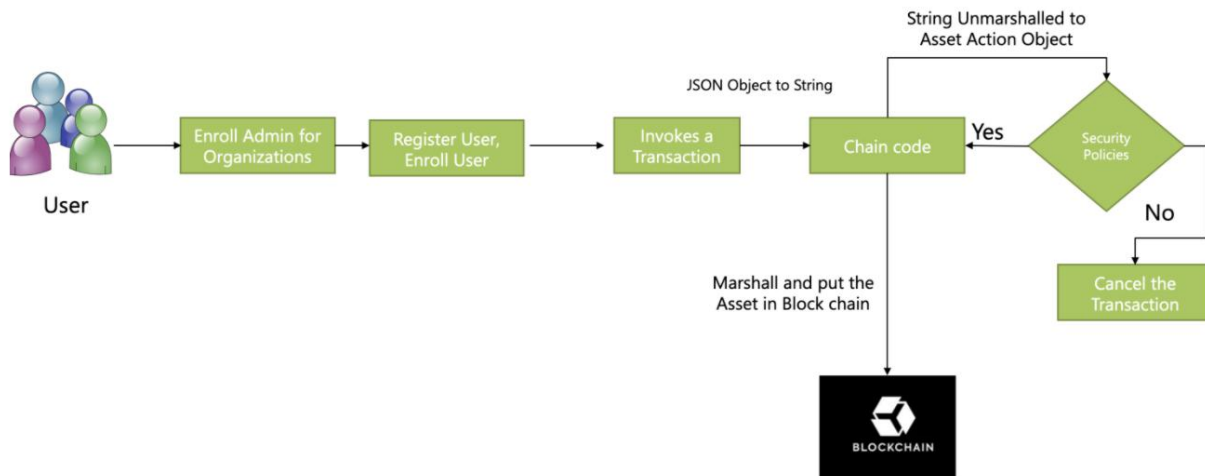 String Unmarshalled to
Asset Action Object
JSON Object to String
Enroll Admin for
Organizations
Register User,
Enroll User
Invokes a
Transaction
Chain code
Yes
Security
Policies
User
No
Marshall and put the
Asset in Block chain
Cancel the
Transaction
BLOCKCHAIN